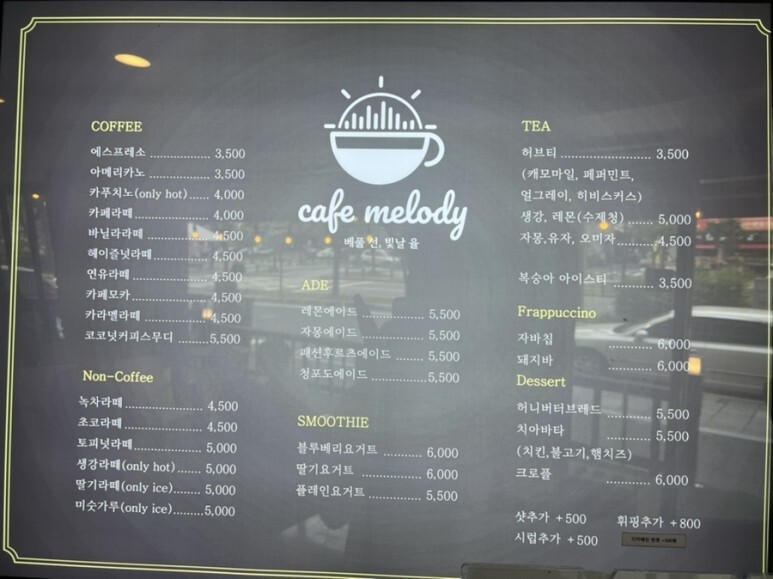 COFFEE
에스프레소 .................. 3,500
아메리카노 .................. 3,500
카푸치노(only hot)...... 4,000
카페라떼 ...................... 4,000
바닐라라떼 .................. 4,500
헤이즐넛라떼 .............. 4,500
연유라떼 ...................... 4,500
카페모카 ...................... 4,500
카라멜라떼 .................. 4,500
코코넛커피스무디 .........5,500
Non-Coffee
녹차라떼 ...................... 4,500
초코라떼 ...................... 4,500
토피넛라떼 .................. 5,000
생강라떼(only hot)....... 5,000
딸기라떼(only ice)........ 5,000
미숫가루(only ice).........5,000
cafe melody
베풀 선, 빛날 율
ADE
레몬에이드 .................... 5,500
자몽에이드 .................... 5,500
패션후르츠에이드 ........ 5,500
청포도에이드 ................ 5,500
SMOOTHIE
블루베리요거트 ............ 6,000
딸기요거트 .................... 6,000
플레인요거트 ................ 5,500
TEA
허브티 .......................... 3,500
(캐모마일, 페퍼민트,
얼그레이, 히비스커스)
생강, 레몬(수제청) ....... 5,000
자몽,유자, 오미자...........4,500
복숭아 아이스티 .......... 3,500
Frappuccino
자바칩 ............ 6,000
돼지바 ............ 6,000
Dessert
허니버터브레드 ............ 5,500
치아바타 ............ 5,500
(치킨,불고기,햄치즈)
크로플 ............ 6,000
샷추가 +500 휘핑추가 +800
시럽추가 +500